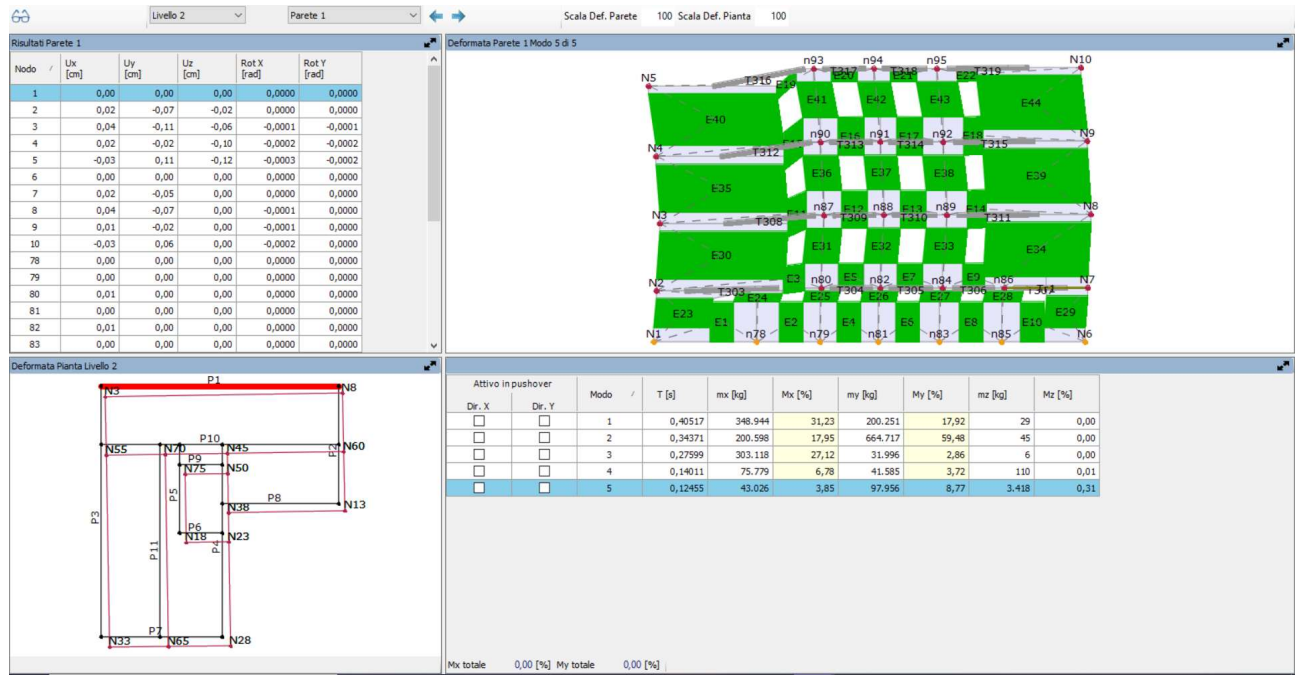 Livello 2 Parete 1 Scala Def. Parete 100 Scala Def. Pianta 100
Risultati Parete 1
Nodo / Ux [cm] Uy [cm] Uz [cm] Rot X [rad] Rot Y [rad]
1 0,00 0,00 0,00 0,0000 0,0000
2 0,02 -0,07 -0,02 0,0000 0,0000
3 0,04 -0,11 -0,06 -0,0001 -0,0001
4 0,02 -0,02 -0,10 -0,0002 -0,0002
5 -0,03 0,11 -0,12 -0,0003 -0,0002
6 0,00 0,00 0,00 0,0000 0,0000
7 0,02 -0,05 0,00 0,0000 0,0000
8 0,04 -0,07 0,00 -0,0001 0,0000
9 0,01 -0,02 0,00 -0,0001 0,0000
10 -0,03 0,06 0,00 -0,0002 0,0000
78 0,00 0,00 0,00 0,0000 0,0000
79 0,00 0,00 0,00 0,0000 0,0000
80 0,01 0,00 0,00 0,0000 0,0000
81 0,00 0,00 0,00 0,0000 0,0000
82 0,01 0,00 0,00 0,0000 0,0000
83 0,00 0,00 0,00 0,0000 0,0000
Deformata Parete 1 Modo 5 di 5
n93 n94 n95 N10
N5 T316 E19 T317 E20 T318 E21 E22 T319
E40 E41 E42 E43 E44
N4 T312 n90 E16 n91 E17 n92 E18 N9
T313 T314 T315
E35 E36 E37 E38 E39
N3 T308 n87 E12 n88 E13 n89 E14 N8
T309 T310 T311
E30 E31 E32 E33 E34
N2 T303 E3 n80 E5 n82 E7 n84 E9 n86 N7
E24 E25 T304 E26 T305 E27 T306 E28
E23 E1 E2 E4 E6 E8 E10 E29
N1 n78 n79 n81 n83 n85 N6
Deformata Pianta Livello 2
P1
N3 N8
P10
N55 N70 N45 P2 N60
P9
N75 N50
P5 P8
N38 N13
P3
P6
N18 N23
P11 P4
P7
N33 N65 N28
Attivo in pushover
Dir. X Dir. Y Modo / T [s] mx [kg] Mx [%] my [kg] My [%] mz [kg] Mz [%]
1 0,40517 348.944 31,23 200.251 17,92 29 0,00
2 0,34371 200.598 17,95 664.717 59,48 45 0,00
3 0,27599 303.118 27,12 31.996 2,86 6 0,00
4 0,14011 75.779 6,78 41.585 3,72 110 0,01
5 0,12455 43.026 3,85 97.956 8,77 3.418 0,31
Mx totale 0,00 [%] My totale 0,00 [%]